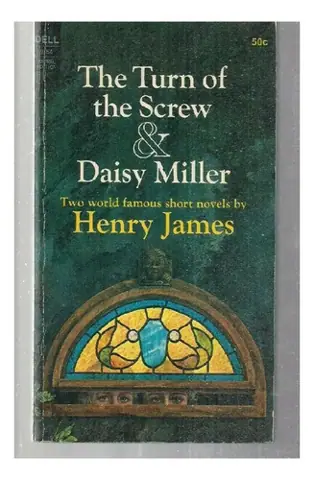 DELL
50c
The Turn of
the Screw
&
Daisy Miller
Two world famous short novels by
Henry James